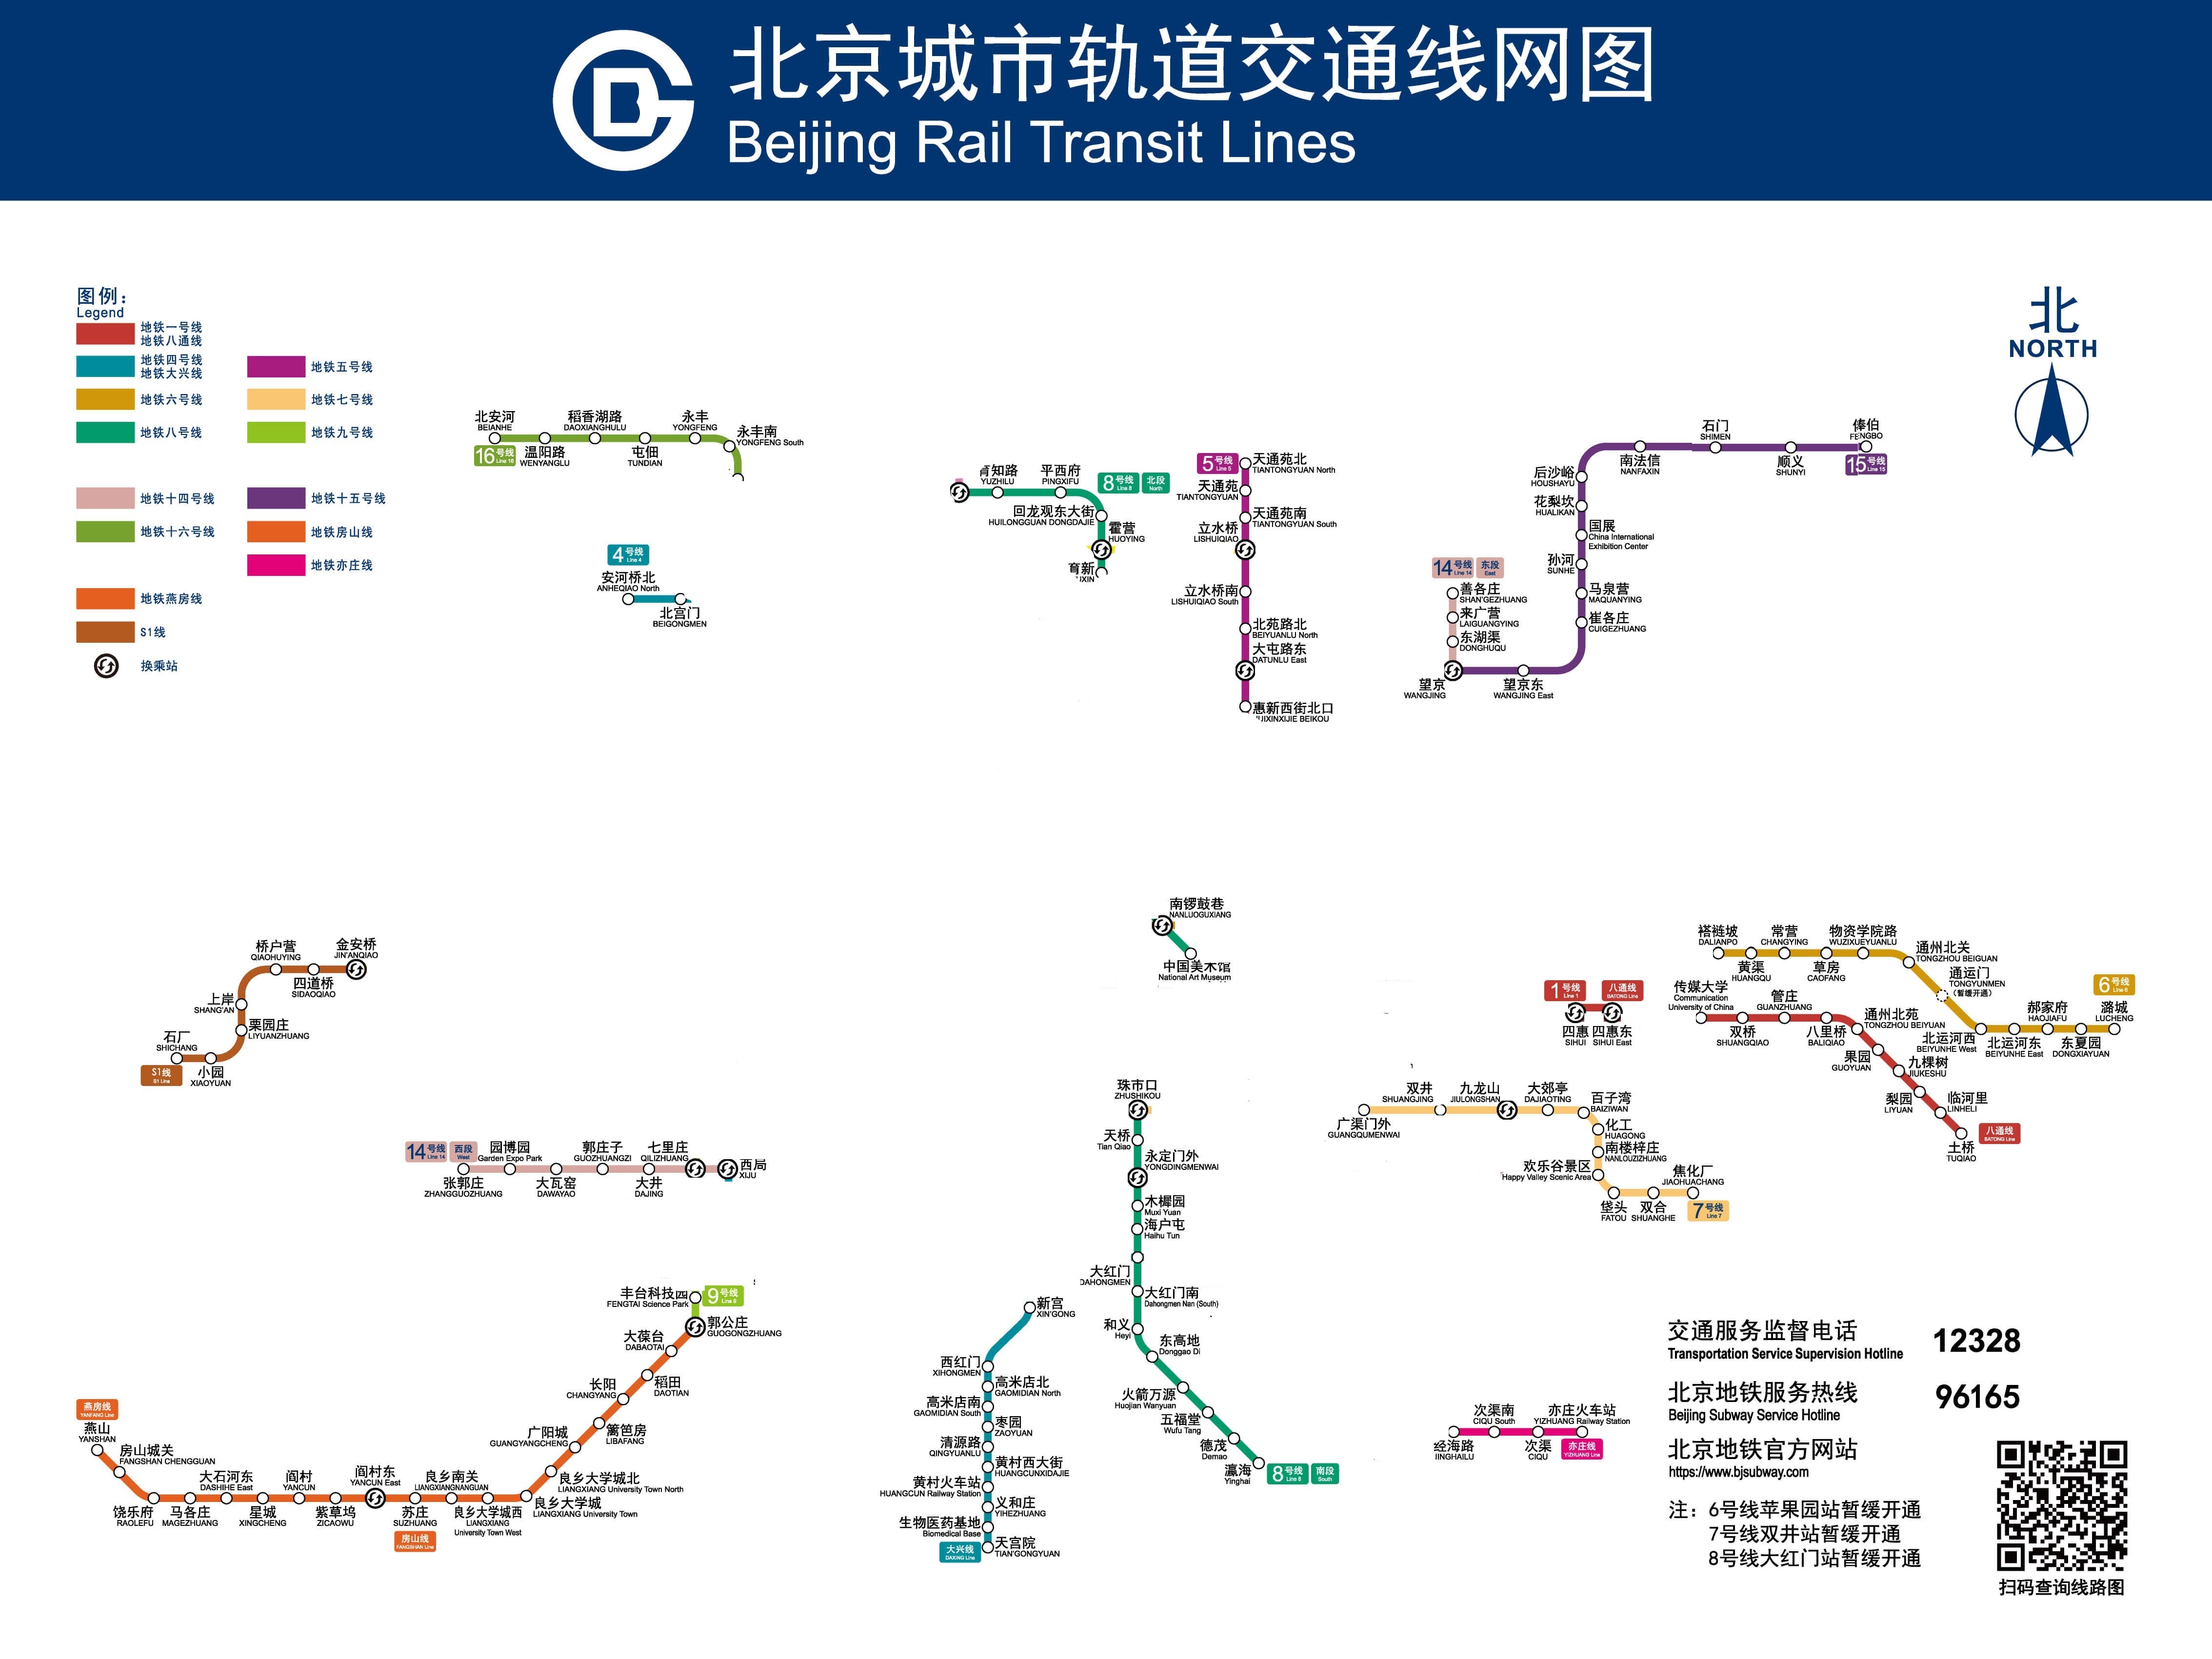 北京城市轨道交通线网图
Beijing Rail Transit Lines
图例：
Legend
地铁一号线
地铁八通线
地铁四号线
地铁大兴线
地铁五号线
地铁六号线
地铁七号线
地铁八号线
地铁九号线
地铁十四号线
地铁十五号线
地铁十六号线
地铁房山线
地铁亦庄线
地铁燕房线
S1线
换乘站
北
NORTH
北安河
BEIANHE
16号线
Line 16
温阳路
WENYANGLU
稻香湖路
DAOXIANGHULU
屯佃
TUNDIAN
永丰
YONGFENG
永丰南
YONGFENG South
4号线
Line 4
安河桥北
ANHEQIAO North
北宫门
BEIGONGMEN
知路
YUZHILU
平西府
PINGXIFU
8号线
Line 8
北段
North
回龙观东大街
HUILONGGUAN DONGDAJIE
霍营
HUOYING
育新
IXIN
5号线
Line 5
天通苑北
TIANTONGYUAN North
天通苑
TIANTONGYUAN
天通苑南
TIANTONGYUAN South
立水桥
LISHUIQIAO
立水桥南
LISHUIQIAO South
北苑路北
BEIYUANLU North
大屯路东
DATUNLU East
惠新西街北口
IXINXIJIE BEIKOU
14号线
Line 14
东段
East
善各庄
SHAN'GEZHUANG
来广营
LAIGUANGYING
东湖渠
DONGHUQU
望京
WANGJING
望京东
WANGJING East
崔各庄
CUIGEZHUANG
马泉营
MAQUANYING
孙河
SUNHE
国展
China International
Exhibition Center
花梨坎
HUALIKAN
后沙峪
HOUSHAYU
南法信
NANFAXIN
石门
SHIMEN
顺义
SHUNYI
俸伯
FENGBO
15号线
Line 15
金安桥
JIN'ANQIAO
四道桥
SIDAOQIAO
桥户营
QIAOHUYING
上岸
SHANG'AN
栗园庄
LIYUANZHUANG
小园
XIAOYUAN
石厂
SHICHANG
S1线
S1 Line
南锣鼓巷
NANLUOGUXIANG
中国美术馆
National Art Museum
1号线
Line 1
八通线
BATONG Line
四惠
SIHUI
四惠东
SIHUI East
褡裢坡
DALIANPO
黄渠
HUANGQU
常营
CHANGYING
草房
CAOFANG
物资学院路
WUZIXUEYUANLU
通州北关
TONGZHOU BEIGUAN
通运门
TONGYUNMEN
（暂缓开通）
北运河西
BEIYUNHE West
北运河东
BEIYUNHE East
郝家府
HAOJIAFU
东夏园
DONGXIAYUAN
潞城
LUCHENG
6号线
Line 6
传媒大学
Communication
University of China
双桥
SHUANGQIAO
管庄
GUANZHUANG
八里桥
BALIQIAO
通州北苑
TONGZHOU BEIYUAN
果园
GUOYUAN
九棵树
JIUKESHU
梨园
LIYUAN
临河里
LINHELI
土桥
TUQIAO
八通线
BATONG Line
广渠门外
GUANGQUMENWAI
双井
SHUANGJING
九龙山
JIULONGSHAN
大郊亭
DAJIAOTING
百子湾
BAIZIWAN
化工
HUAGONG
南楼梓庄
NANLOUZIZHUANG
欢乐谷景区
Happy Valley Scenic Area
垡头
FATOU
双合
SHUANGHE
焦化厂
JIAOHUACHANG
7号线
Line 7
14号线
Line 14
西段
West
张郭庄
ZHANGGUOZHUANG
园博园
Garden Expo Park
大瓦窑
DAWAYAO
郭庄子
GUOZHUANGZI
大井
DAJING
七里庄
QILIZHUANG
西局
XIJU
珠市口
ZHUSHIKOU
天桥
Tian Qiao
永定门外
YONGDINGMENWAI
木樨园
Muxi Yuan
海户屯
Haihu Tun
大红门
DAHONGMEN
大红门南
Dahongmen Nan (South)
和义
Heyi
东高地
Donggao Di
火箭万源
Huojian Wanyuan
五福堂
Wufu Tang
德茂
Demao
瀛海
Yinghai
8号线
Line 8
南段
South
丰台科技
FENGTAI Science Park
9号线
Line 9
郭公庄
GUOGONGZHUANG
大葆台
DABAOTAI
稻田
DAOTIAN
长阳
CHANGYANG
篱笆房
LIBAFANG
广阳城
GUANGYANGCHENG
良乡大学城北
LIANGXIANG University Town North
良乡大学城
LIANGXIANG University Town
良乡大学城西
LIANGXIANG
University Town West
良乡南关
LIANGXIANGNANGUAN
苏庄
SUZHUANG
房山线
FANGSHAN Line
阎村东
YANCUN East
紫草坞
ZICAOWU
阎村
YANCUN
星城
XINGCHENG
大石河东
DASHIHE East
马各庄
MAGEZHUANG
饶乐府
RAOLEFU
房山城关
FANGSHAN CHENGGUAN
燕山
YANSHAN
燕房线
YANFANG Line
新宫
XIN'GONG
西红门
XIHONGMEN
高米店北
GAOMIDIAN North
高米店南
GAOMIDIAN South
枣园
ZAOYUAN
清源路
QINGYUANLU
黄村西大街
HUANGCUNXIDAJIE
黄村火车站
HUANGCUN Railway Station
义和庄
YIHEZHUANG
生物医药基地
Biomedical Base
天宫院
TIAN'GONGYUAN
大兴线
DAXING Line
经海路
JINGHAILU
次渠南
CIQU South
次渠
CIQU
亦庄火车站
YIZHUANG Railway Station
亦庄线
YIZHUANG Line
交通服务监督电话 12328
Transportation Service Supervision Hotline
北京地铁服务热线 96165
Beijing Subway Service Hotline
北京地铁官方网站
https://www.bjsubway.com
注：6号线苹果园站暂缓开通
7号线双井站暂缓开通
8号线大红门站暂缓开通
扫码查询线路图